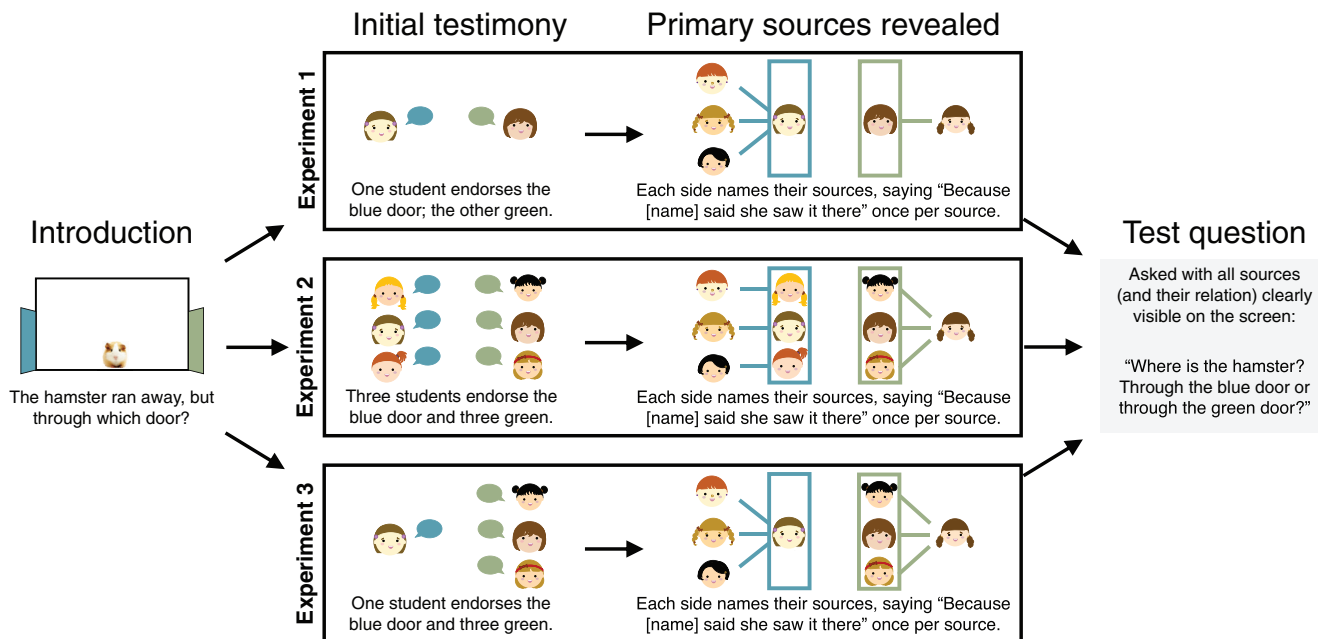 Initial testimony
Primary sources revealed
Introduction
The hamster ran away, but
through which door?
Experiment 1
One student endorses the
blue door; the other green.
Each side names their sources, saying “Because
[name] said she saw it there” once per source.
Experiment 2
Three students endorse the
blue door and three green.
Each side names their sources, saying “Because
[name] said she saw it there” once per source.
Experiment 3
One student endorses the
blue door and three green.
Each side names their sources, saying “Because
[name] said she saw it there” once per source.
Test question
Asked with all sources
(and their relation) clearly
visible on the screen:
“Where is the hamster?
Through the blue door or
through the green door?”